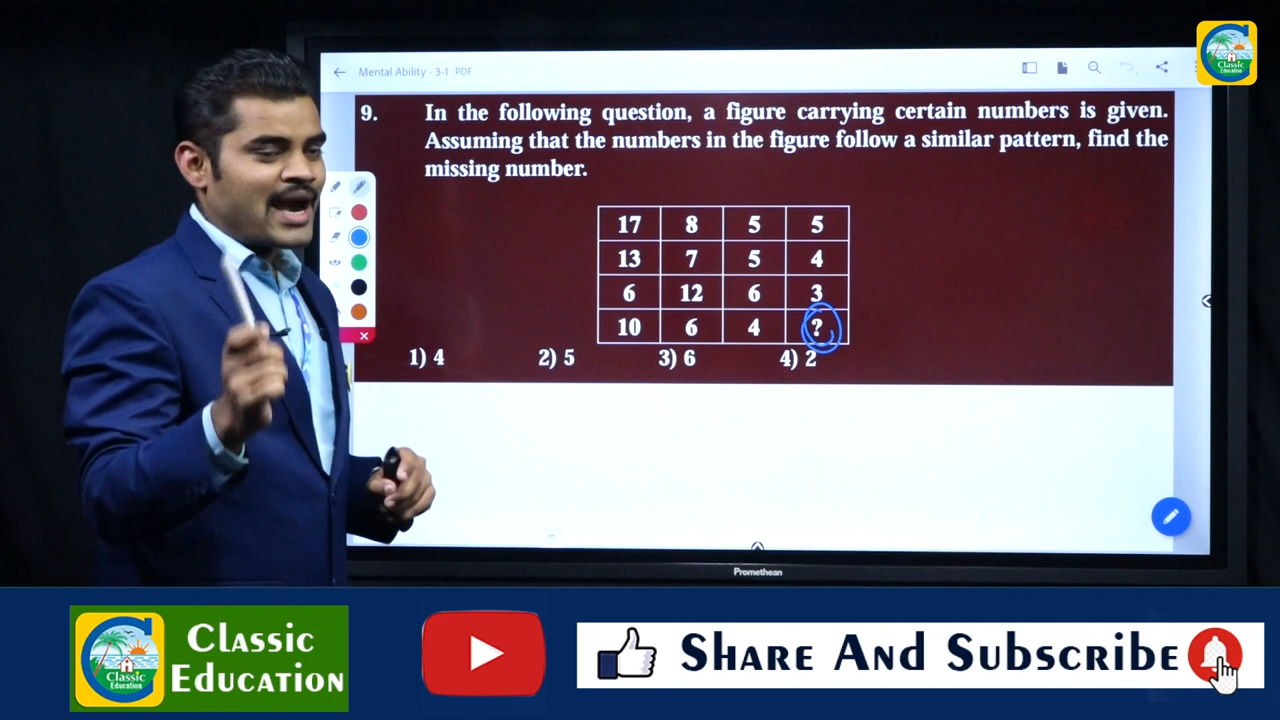 Classic
Education
← Mental Ability - 3-1 PDF
9. In the following question, a figure carrying certain numbers is given.
Assuming that the numbers in the figure follow a similar pattern, find the
missing number.
17 8 5 5
13 7 5 4
6 12 6 3
10 6 4 ?
1) 4 2) 5 3) 6 4) 2
Promethean
Classic
Education
Classic
Education
Share And Subscribe